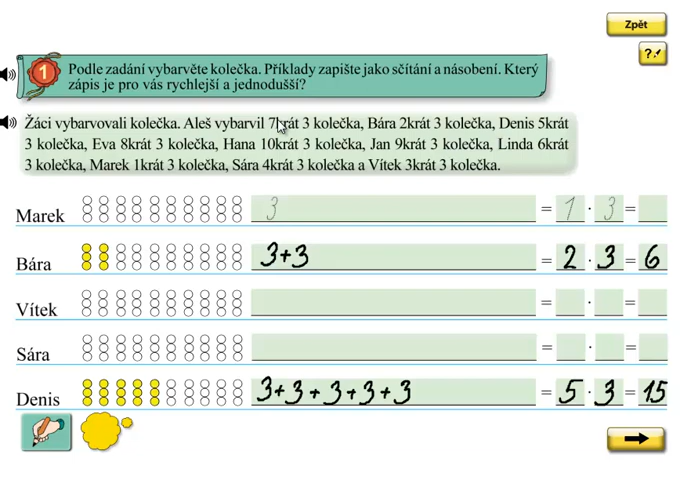 Zpět
?✓
1 Podle zadání vybarvěte kolečka. Příklady zapište jako sčítání a násobení. Který
zápis je pro vás rychlejší a jednodušší?
Žáci vybarvovali kolečka. Aleš vybarvil 7krát 3 kolečka, Bára 2krát 3 kolečka, Denis 5krát
3 kolečka, Eva 8krát 3 kolečka, Hana 10krát 3 kolečka, Jan 9krát 3 kolečka, Linda 6krát
3 kolečka, Marek 1krát 3 kolečka, Sára 4krát 3 kolečka a Vítek 3krát 3 kolečka.
Marek 3 = 1 · 3 =
Bára 3+3 = 2 · 3 = 6
Vítek = · =
Sára = · =
Denis 3+3+3+3+3 = 5 · 3 = 15